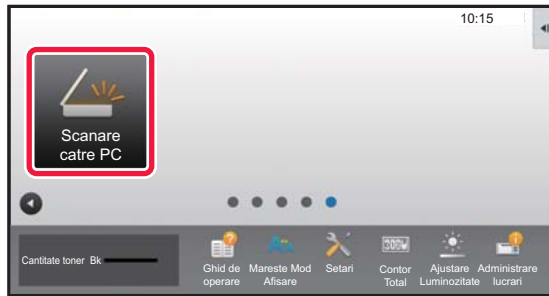 10:15
Scanare
catre PC
Cantitate toner Bk
Ghid de
operare
Mareste Mod
Afisare
Setari
Contor
Total
Ajustare
Luminozitate
Administrare
lucrari